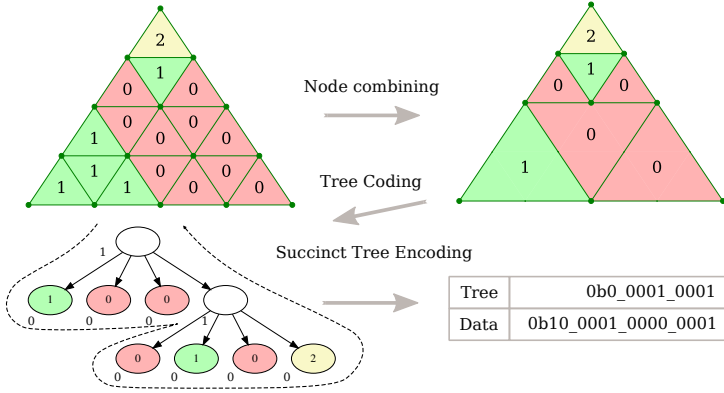 2
1
0 0
0 0
1 0 0
1 0 0
1 1 0 0
Node combining
2
1
0 0
0
1 0
Tree Coding
Succinct Tree Encoding
1
1 0 0
0 0 0 1
0 1 0 2
0 0 0 0
Tree 0b0_0001_0001
Data 0b10_0001_0000_0001